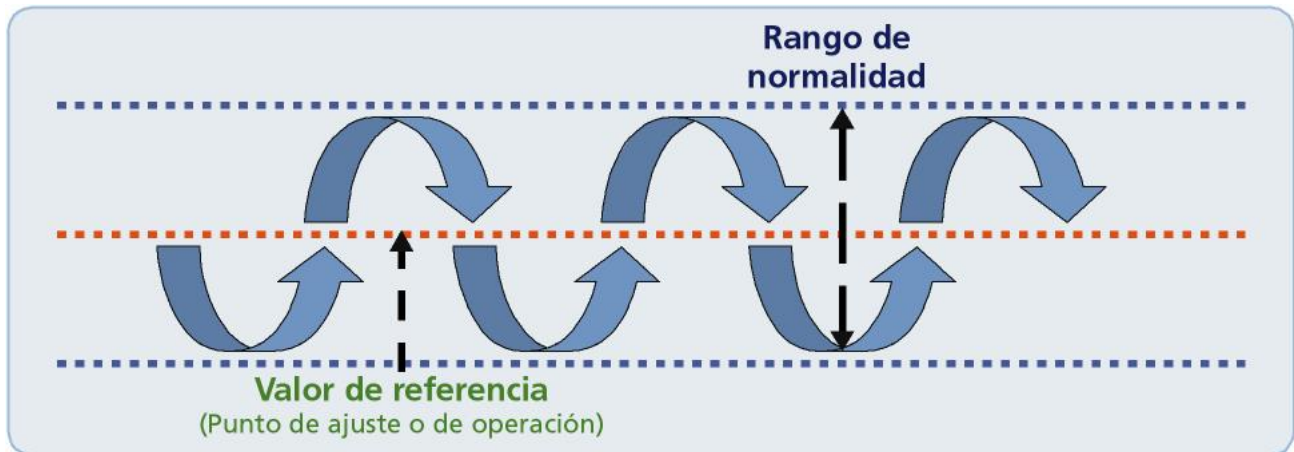 Rango de
normalidad
Valor de referencia
(Punto de ajuste o de operación)